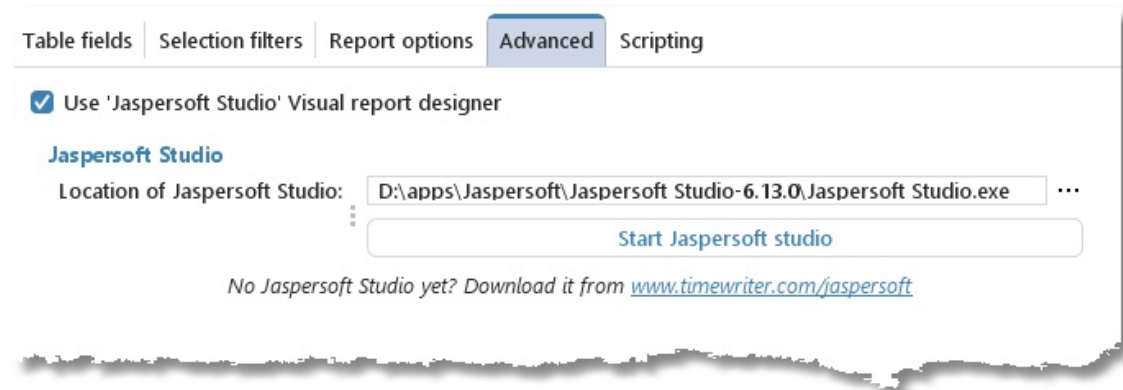 Table fields Selection filters Report options Advanced Scripting
Use 'Jaspersoft Studio' Visual report designer
Jaspersoft Studio
Location of Jaspersoft Studio: D:\apps\Jaspersoft\Jaspersoft Studio-6.13.0\Jaspersoft Studio.exe ...
Start Jaspersoft studio
No Jaspersoft Studio yet? Download it from www.timewriter.com/jaspersoft